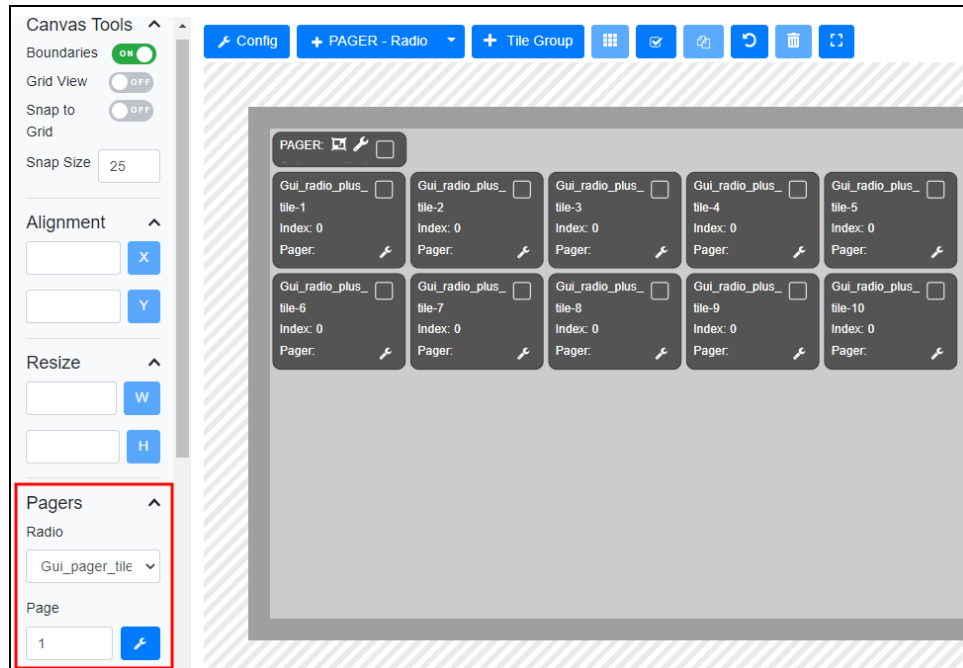 Canvas Tools
Boundaries ON
Grid View OFF
Snap to OFF
Grid
Snap Size 25
Alignment
X
Y
Resize
W
H
Pagers
Radio
Gui_pager_tile
Page
1
Config + PAGER - Radio + Tile Group
PAGER:
Gui_radio_plus_ Gui_radio_plus_ Gui_radio_plus_ Gui_radio_plus_ Gui_radio_plus_
tile-1 tile-2 tile-3 tile-4 tile-5
Index: 0 Index: 0 Index: 0 Index: 0 Index: 0
Pager: Pager: Pager: Pager: Pager:
Gui_radio_plus_ Gui_radio_plus_ Gui_radio_plus_ Gui_radio_plus_ Gui_radio_plus_
tile-6 tile-7 tile-8 tile-9 tile-10
Index: 0 Index: 0 Index: 0 Index: 0 Index: 0
Pager: Pager: Pager: Pager: Pager: